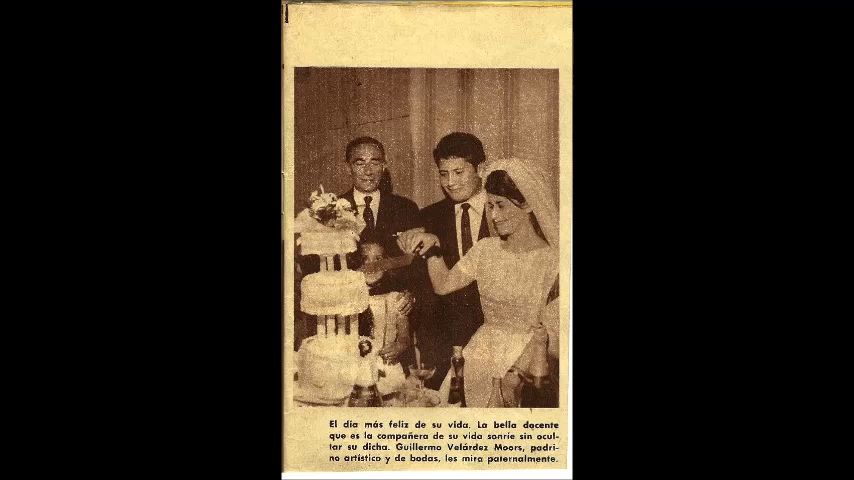 El día más feliz de su vida. La bella docente
que es la compañera de su vida sonríe sin ocul-
tar su dicha. Guillermo Velárdez Moors, padri-
no artístico y de bodas, les mira paternalmente.